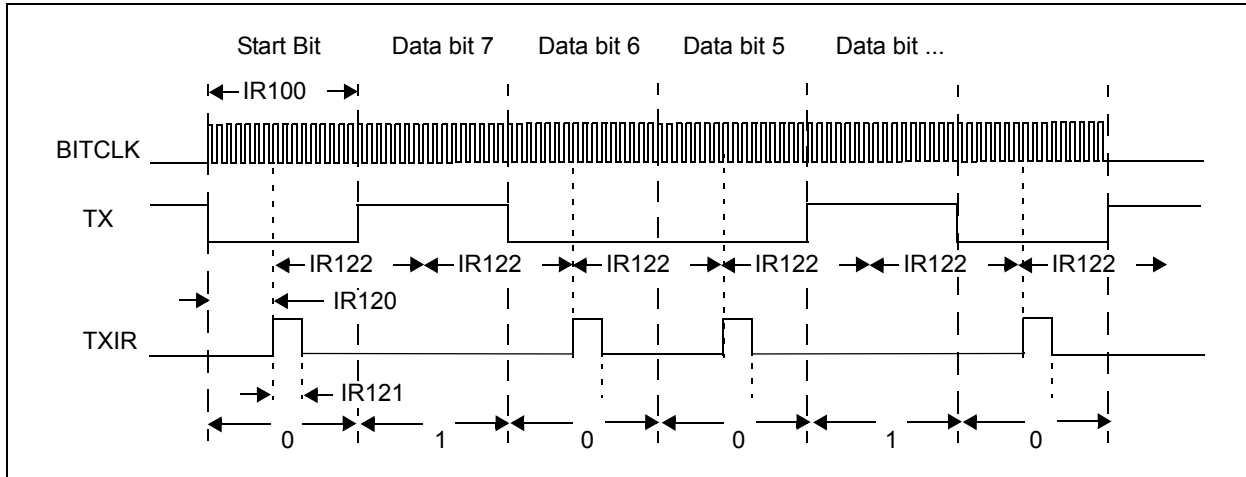 Start Bit Data bit 7 Data bit 6 Data bit 5 Data bit ...
IR100
BITCLK
TX
IR122 IR122 IR122 IR122 IR122 IR122
IR120
TXIR
IR121
0 1 0 0 1 0